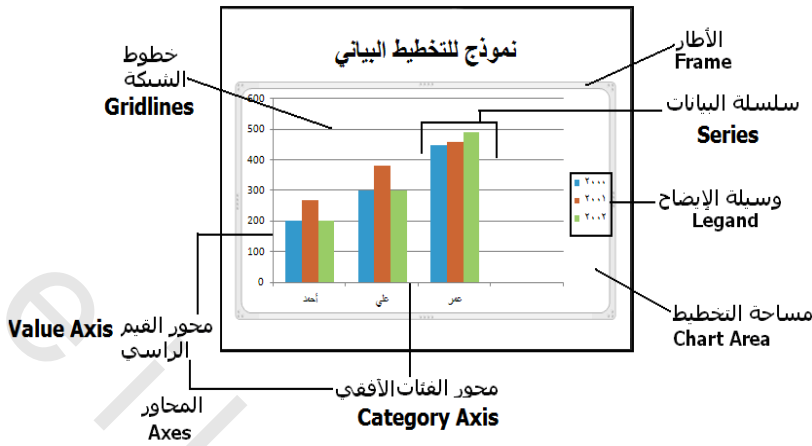 نموذج للتخطيط البياني
الأطار
Frame
خطوط
الشبكة
Gridlines
سلسلة البيانات
Series
600
500
400
300
200
100
0
٢٠٠٠
٢٠٠١
٢٠٠٢
وسيلة الإيضاح
Legand
أحمد
علي
عمر
مساحة التخطيط
Chart Area
Value Axis محور القيم
الراسي
محور الفئات الآفقي
Category Axis
المحاور
Axes